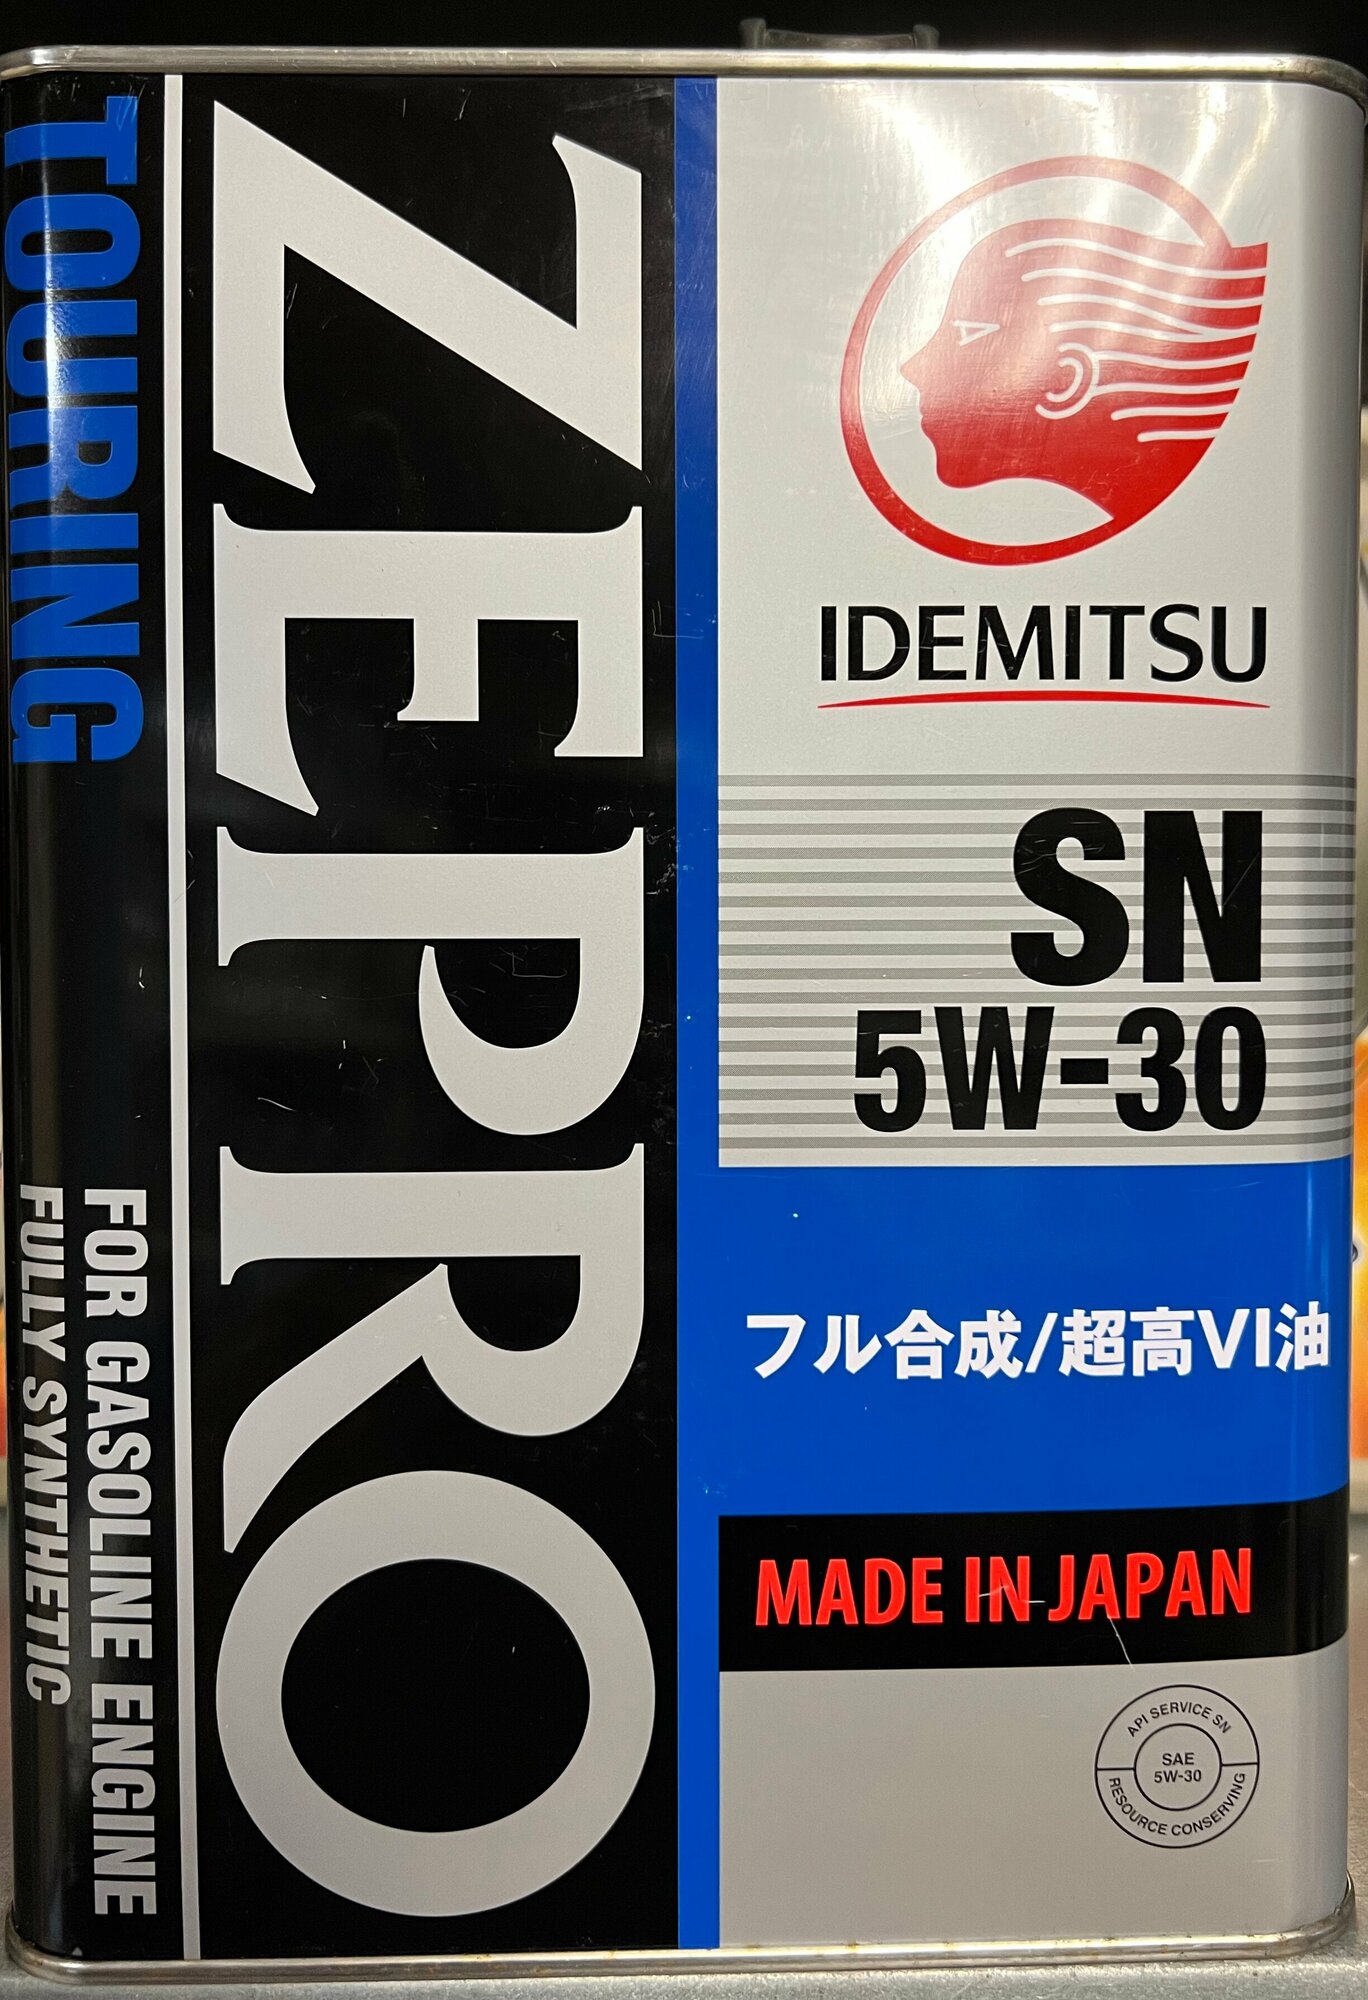 IDEMITSU
SN
5W-30
フル合成/超高VI油
MADE IN JAPAN
API SERVICE SN
SAE
5W-30
RESOURCE CONSERVING
ZEPRO
TOURING
FOR GASOLINE ENGINE
FULLY SYNTHETIC